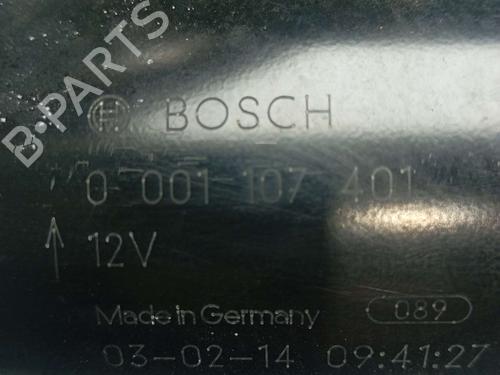 B-PARTS
BOSCH
0 001 107 401
12V
Made in Germany 089
03-02-14 09:41:27